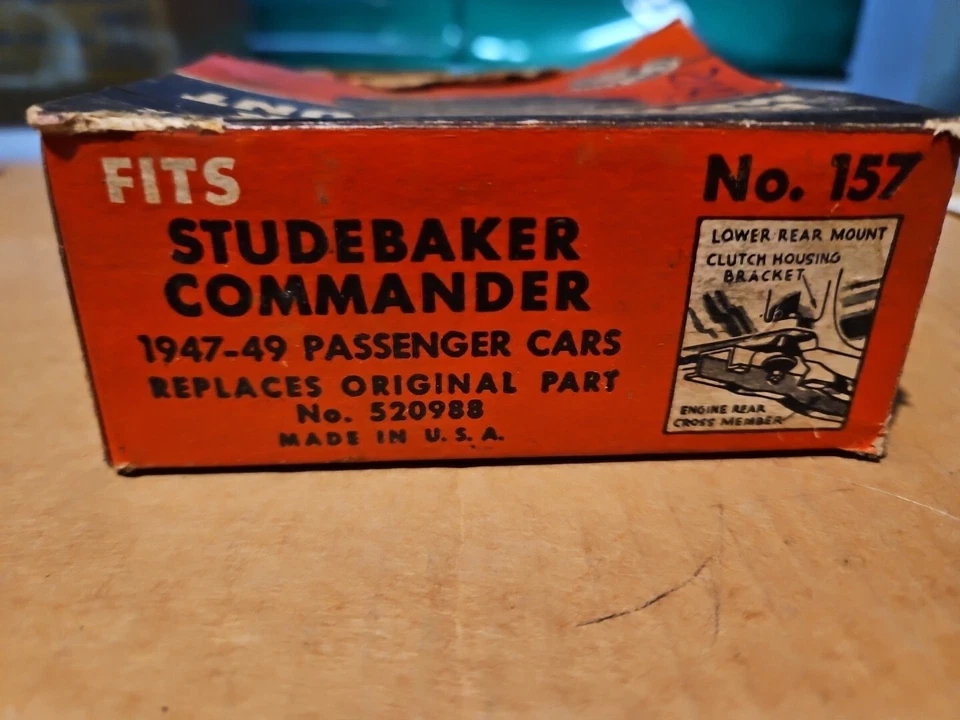 FITS
STUDEBAKER
COMMANDER
1947-49 PASSENGER CARS
REPLACES ORIGINAL PART
No. 520988
MADE IN U.S.A.
No. 157
LOWER REAR MOUNT
CLUTCH HOUSING
BRACKET
ENGINE REAR
CROSS MEMBER